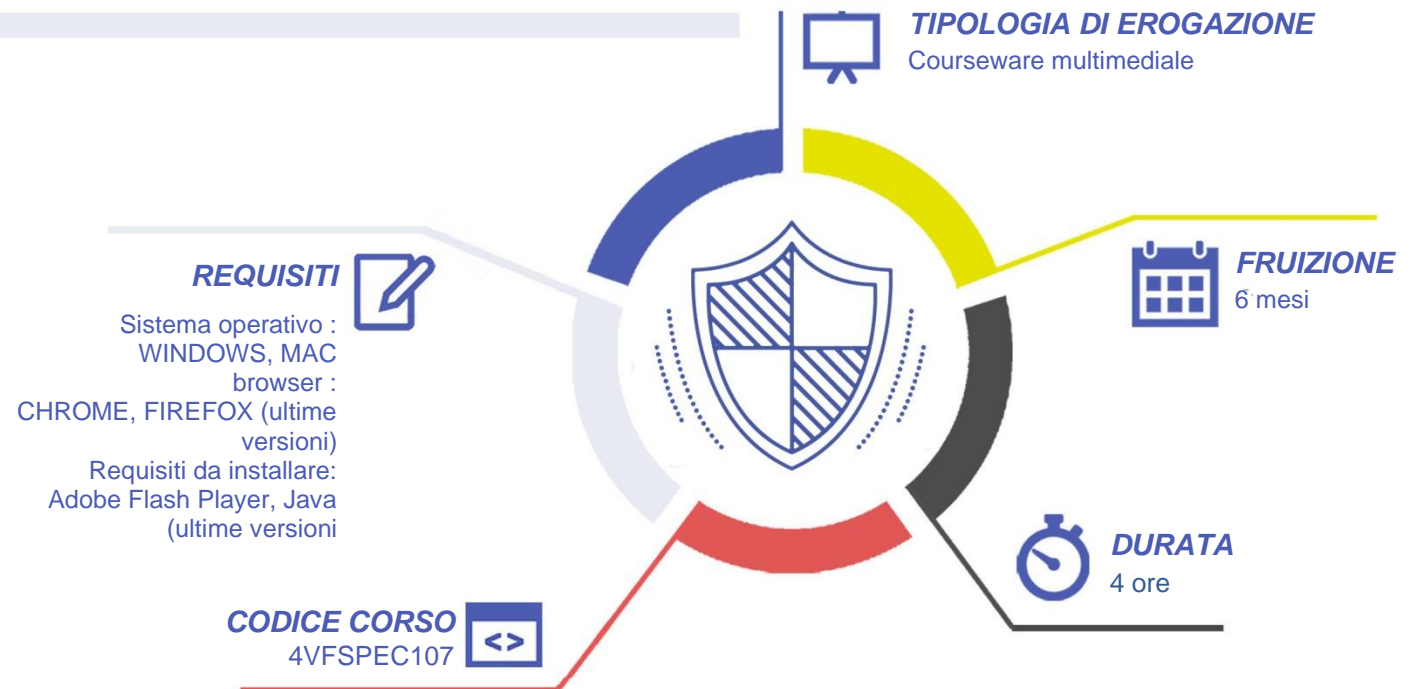 TIPOLOGIA DI EROGAZIONE
Courseware multimediale
REQUISITI
Sistema operativo :
WINDOWS, MAC
browser :
CHROME, FIREFOX (ultime
versioni)
Requisiti da installare:
Adobe Flash Player, Java
(ultime versioni
FRUIZIONE
6 mesi
DURATA
4 ore
CODICE CORSO
4VFSPEC107
<>